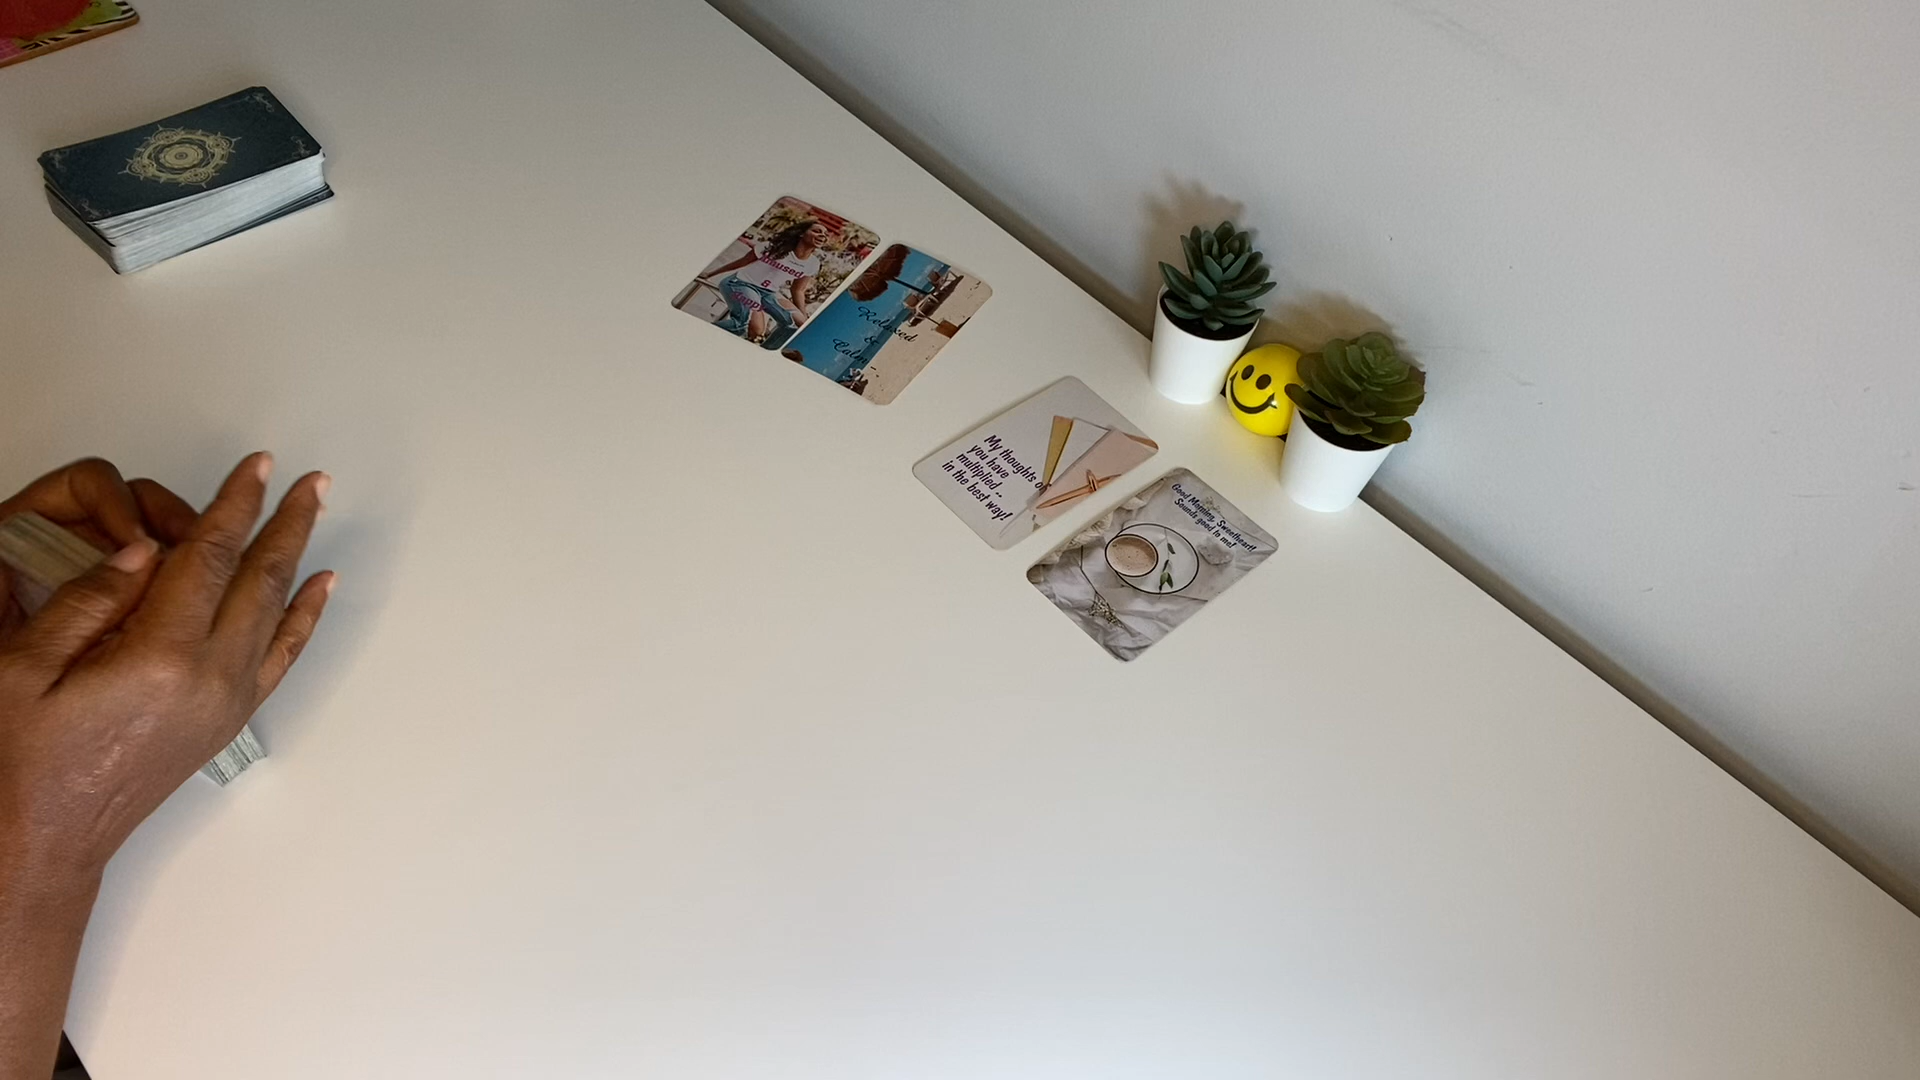 &
Happy
Relaxed
&
Calm
My thoughts of
you have
multiplied --
in the best way!
Good Morning, Sweetheart!
Sounds good to me!